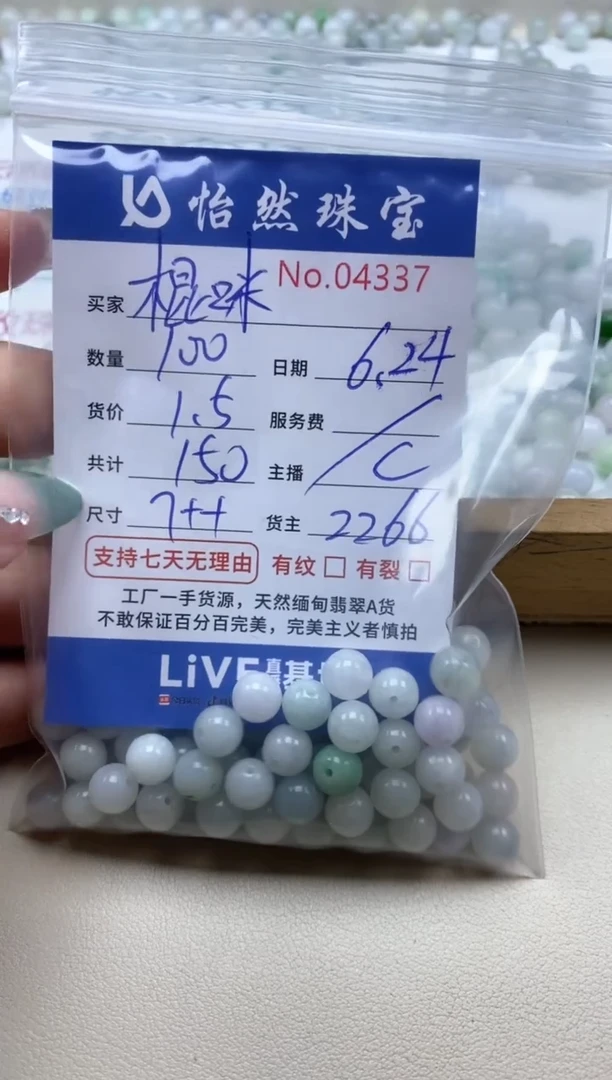 怡然珠宝
No.04337
买家
数量 100 日期 6.24
货价 1.5 服务费 /
共计 150 主播 C
尺寸 7++ 货主 2266
支持七天无理由 有纹 □ 有裂 □
工厂一手货源，天然缅甸翡翠A货
不敢保证百分百完美，完美主义者慎拍
LiVE